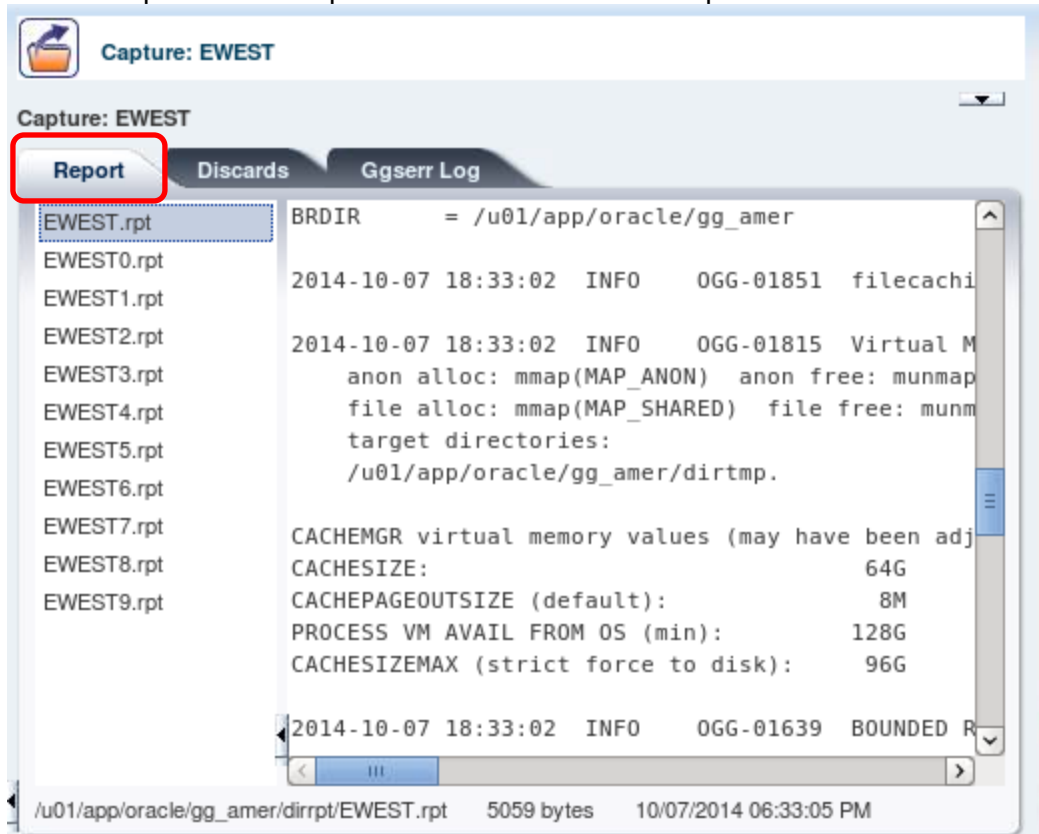 Capture: EWEST
Capture: EWEST
Report Discards Ggserr Log
EWEST.rpt
EWEST0.rpt
EWEST1.rpt
EWEST2.rpt
EWEST3.rpt
EWEST4.rpt
EWEST5.rpt
EWEST6.rpt
EWEST7.rpt
EWEST8.rpt
EWEST9.rpt
BRDIR = /u01/app/oracle/gg_amer
2014-10-07 18:33:02 INFO OGG-01851 filecachi
2014-10-07 18:33:02 INFO OGG-01815 Virtual M
anon alloc: mmap(MAP_ANON) anon free: munmap
file alloc: mmap(MAP_SHARED) file free: munm
target directories:
/u01/app/oracle/gg_amer/dirtmp.
CACHEMGR virtual memory values (may have been adj
CACHESIZE: 64G
CACHEPAGEOUTSIZE (default): 8M
PROCESS VM AVAIL FROM OS (min): 128G
CACHESIZEMAX (strict force to disk): 96G
2014-10-07 18:33:02 INFO OGG-01639 BOUNDED R
/u01/app/oracle/gg_amer/dirrpt/EWEST.rpt 5059 bytes 10/07/2014 06:33:05 PM